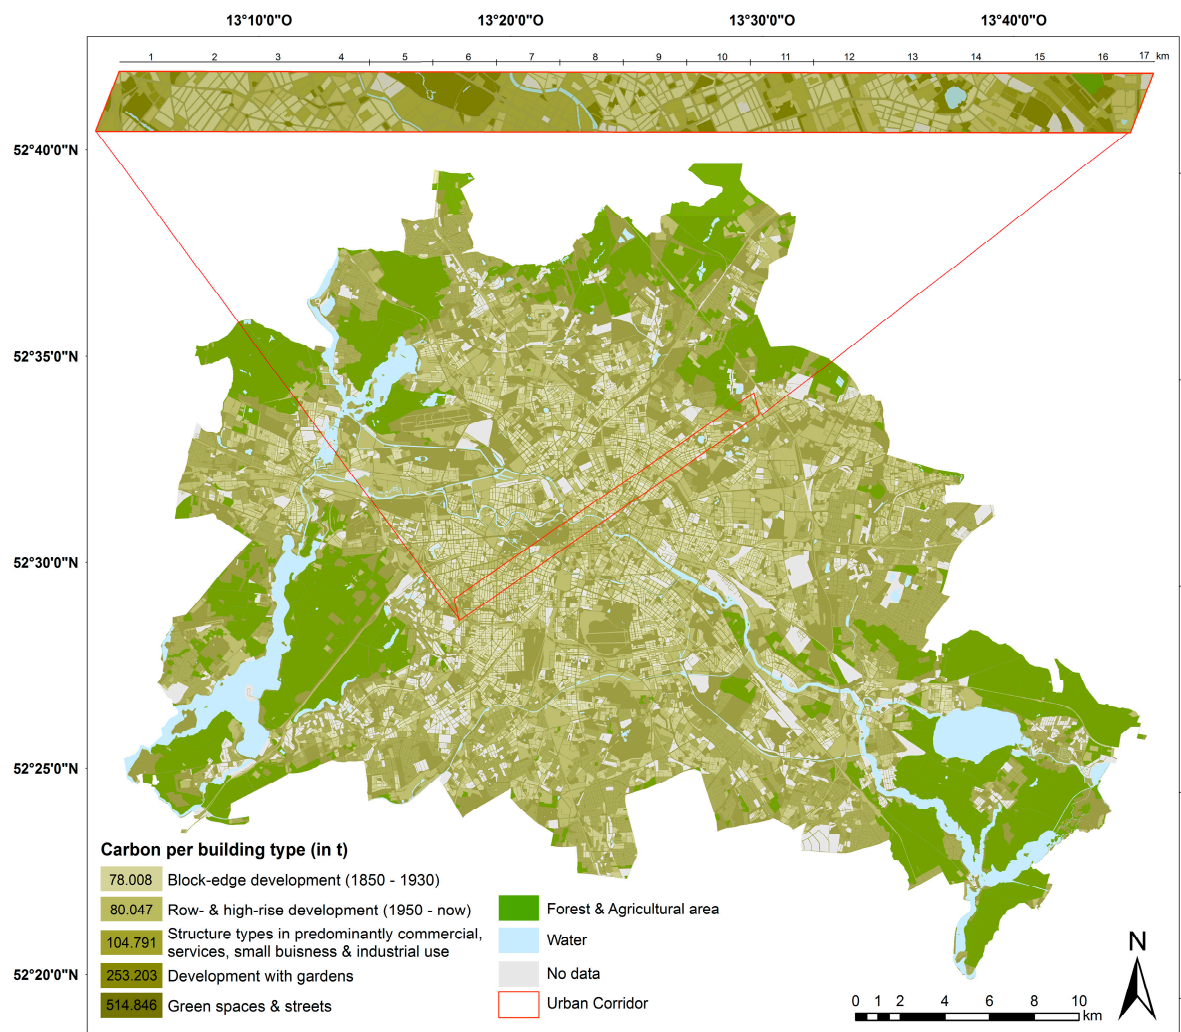 13°10'0"O 13°20'0"O 13°30'0"O 13°40'0"O
1 2 3 4 5 6 7 8 9 10 11 12 13 14 15 16 17 km
52°40'0"N
52°35'0"N
52°30'0"N
52°25'0"N
52°20'0"N
Carbon per building type (in t)
78.008 Block-edge development (1850 - 1930)
80.047 Row- & high-rise development (1950 - now)
104.791 Structure types in predominantly commercial,
services, small buisness & industrial use
253.203 Development with gardens
514.846 Green spaces & streets
Forest & Agricultural area
Water
No data
Urban Corridor
N
0 1 2 4 6 8 10
km